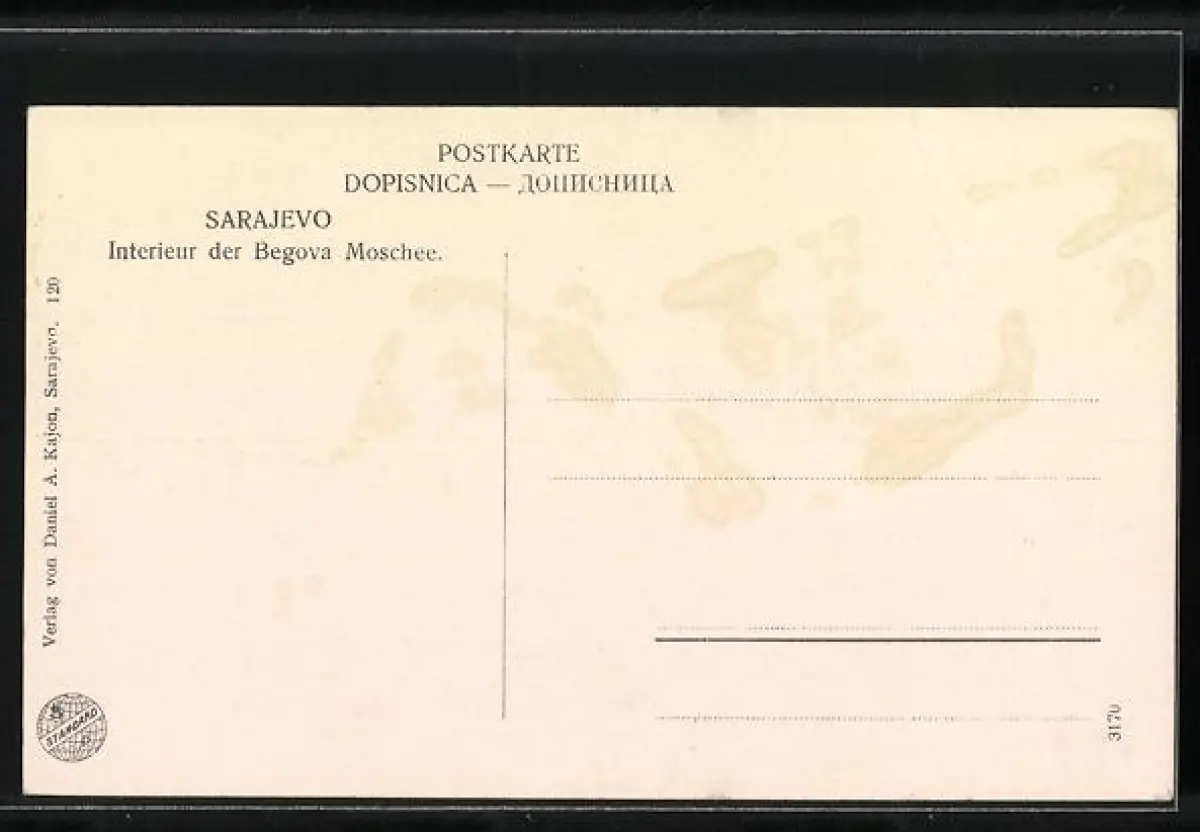 POSTKARTE
DOPISNICA — ДОПИСНИЦА
SARAJEVO
Interieur der Begova Moschee.
Verlag von Daniel A. Kajon, Sarajevo. 120
STANDARD
3170